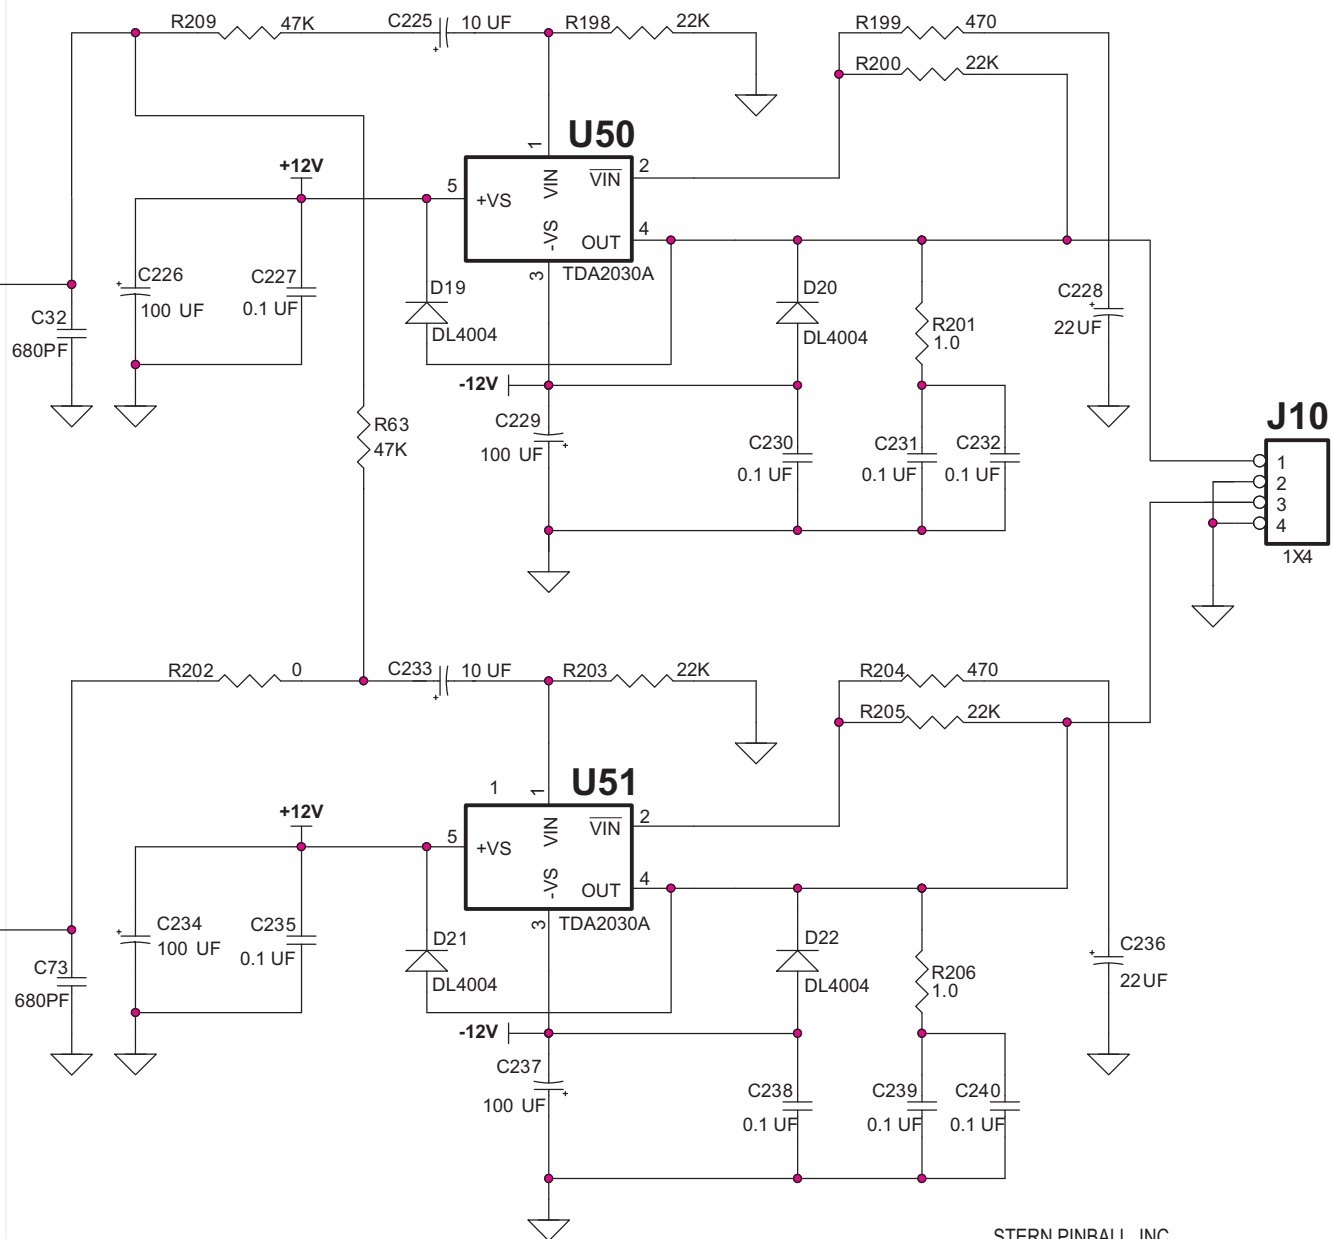 R209 47K C225 10 UF R198 22K R199 470
R200 22K
U50
+12V
1 2
5 +VS VIN VIN
-VS OUT 4
3 TDA2030A
C226 100 UF
C227 0.1 UF
D19 DL4004
D20 DL4004
R201 1.0
C228 22UF
C32 680PF
-12V
R63 47K
C229 100 UF
C230 0.1 UF
C231 0.1 UF
C232 0.1 UF
J10
1
2
3
4
1X4
R202 0 C233 10 UF R203 22K R204 470
R205 22K
U51
1
+12V
1 2
5 +VS VIN VIN
-VS OUT 4
3 TDA2030A
C234 100 UF
C235 0.1 UF
D21 DL4004
D22 DL4004
R206 1.0
C236 22UF
C73 680PF
-12V
C237 100 UF
C238 0.1 UF
C239 0.1 UF
C240 0.1 UF
STERN PINBALL, INC